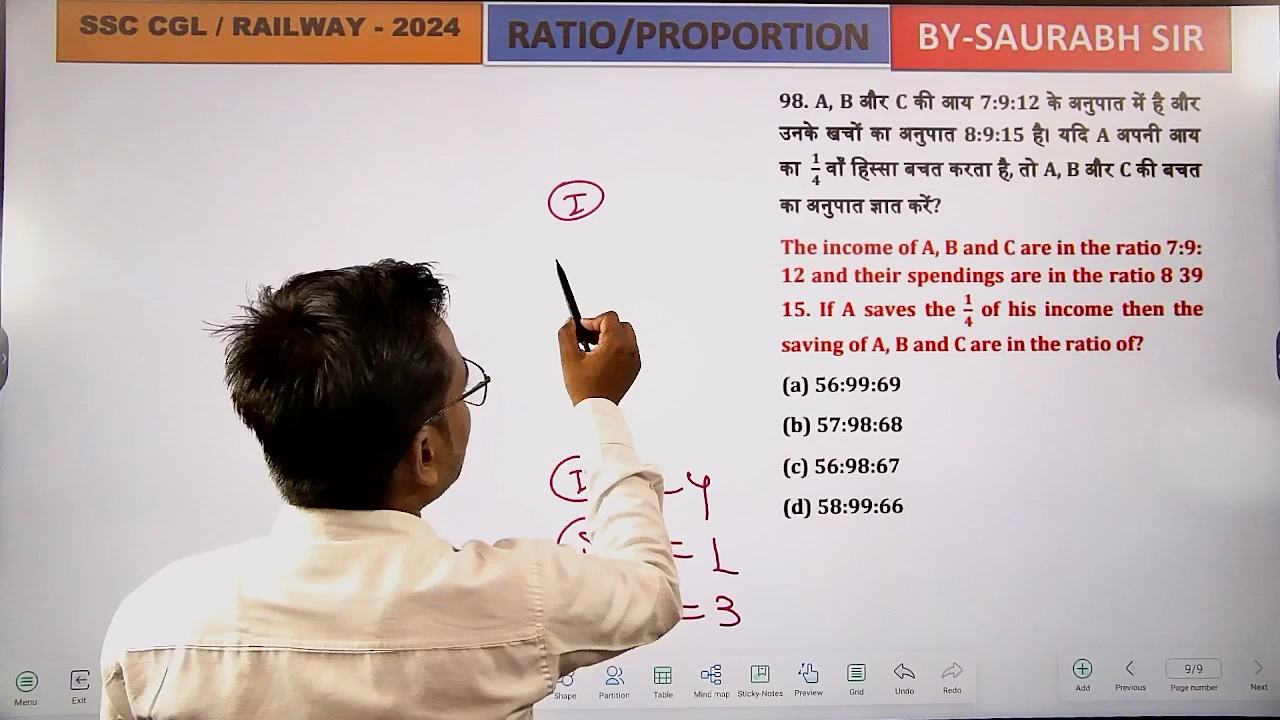 SSC CGL / RAILWAY - 2024
RATIO/PROPORTION
BY-SAURABH SIR
98. A, B और C की आय 7:9:12 के अनुपात में है और
उनके खर्चों का अनुपात 8:9:15 है। यदि A अपनी आय
का 1/4 वाँ हिस्सा बचत करता है, तो A, B और C की बचत
का अनुपात ज्ञात करें?
The income of A, B and C are in the ratio 7:9:
12 and their spendings are in the ratio 8 39
15. If A saves the 1/4 of his income then the
saving of A, B and C are in the ratio of?
(a) 56:99:69
(b) 57:98:68
(c) 56:98:67
(d) 58:99:66
I
I - 4
= 1
= 3
Menu
Exit
Shape
Partition
Table
Mind map
Sticky-Notes
Preview
Grid
Undo
Redo
Add
Previous
9/9
Page number
Next